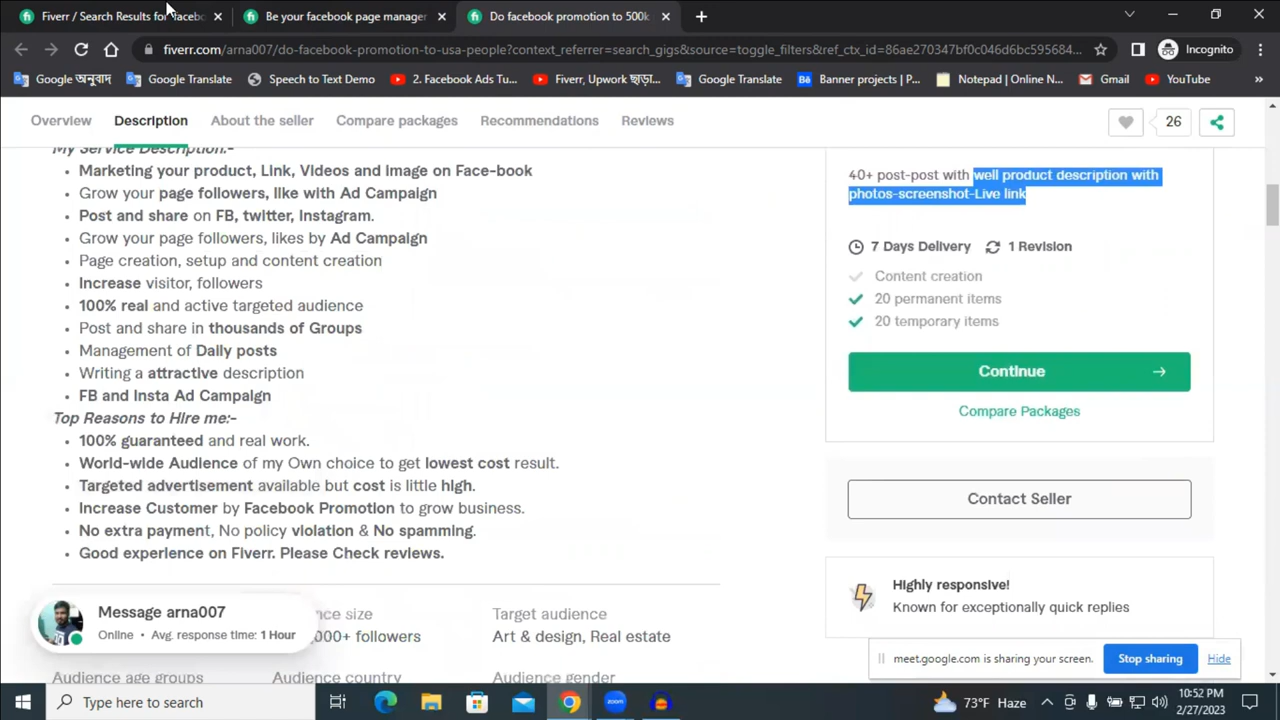 Fiverr / Search Results for 'facebo
Be your facebook page manager
Do facebook promotion to 500k
Incognito
fiverr.com/arna007/do-facebook-promotion-to-usa-people?context_referrer=search_gigs&source=toggle_filters&ref_ctx_id=86ae270347bf0c046d6bc595684...
Google অনুবাদ
Google Translate
Speech to Text Demo
2. Facebook Ads Tu...
Fiverr, Upwork ছাড়া...
Google Translate
Banner projects | P...
Notepad | Online N...
Gmail
YouTube
»
Overview
Description
About the seller
Compare packages
Recommendations
Reviews
26
My Service Description:-
• Marketing your product, Link, Videos and Image on Face-book
• Grow your page followers, like with Ad Campaign
• Post and share on FB, twitter, Instagram.
• Grow your page followers, likes by Ad Campaign
• Page creation, setup and content creation
• Increase visitor, followers
• 100% real and active targeted audience
• Post and share in thousands of Groups
• Management of Daily posts
• Writing a attractive description
• FB and Insta Ad Campaign
Top Reasons to Hire me:-
• 100% guaranteed and real work.
• World-wide Audience of my Own choice to get lowest cost result.
• Targeted advertisement available but cost is little high.
• Increase Customer by Facebook Promotion to grow business.
• No extra payment, No policy violation & No spamming.
• Good experience on Fiverr. Please Check reviews.
40+ post-post with well product description with
photos-screenshot-Live link
7 Days Delivery
1 Revision
Content creation
20 permanent items
20 temporary items
Continue
Compare Packages
Contact Seller
Highly responsive!
Known for exceptionally quick replies
Message arna007
Online • Avg. response time: 1 Hour
size
000+ followers
Target audience
Art & design, Real estate
Audience age groups
Audience country
Audience gender
meet.google.com is sharing your screen.
Stop sharing
Hide
Type here to search
zoom
73°F Haze
10:52 PM
2/27/2023